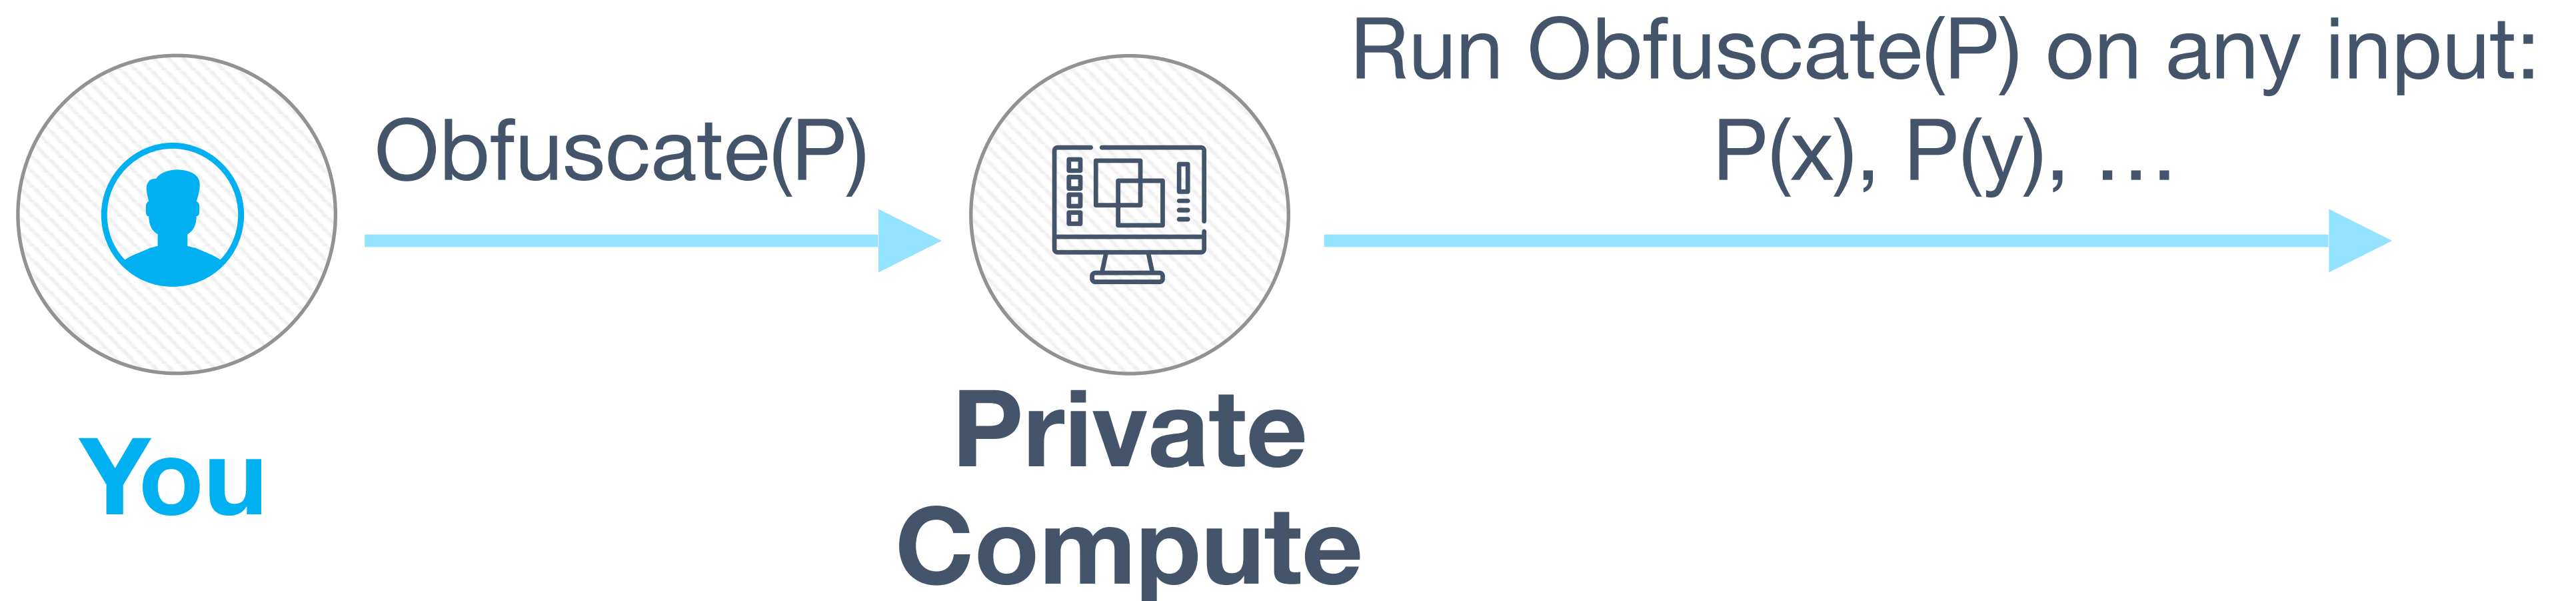 You
Obfuscate(P)
Private
Compute
Run Obfuscate(P) on any input:
P(x), P(y), …